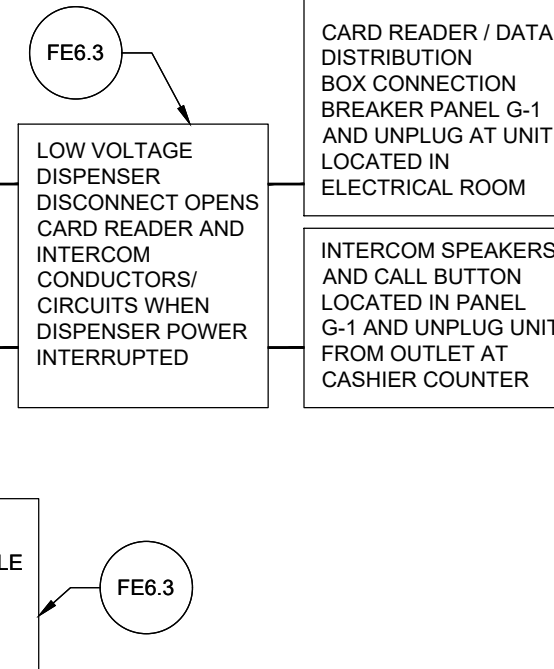 FE6.3
LOW VOLTAGE
DISPENSER
DISCONNECT OPENS
CARD READER AND
INTERCOM
CONDUCTORS/
CIRCUITS WHEN
DISPENSER POWER
INTERRUPTED
CARD READER / DATA
DISTRIBUTION
BOX CONNECTION
BREAKER PANEL G-1
AND UNPLUG AT UNIT
LOCATED IN
ELECTRICAL ROOM
INTERCOM SPEAKERS
AND CALL BUTTON
LOCATED IN PANEL
G-1 AND UNPLUG UNIT
FROM OUTLET AT
CASHIER COUNTER
LE
FE6.3